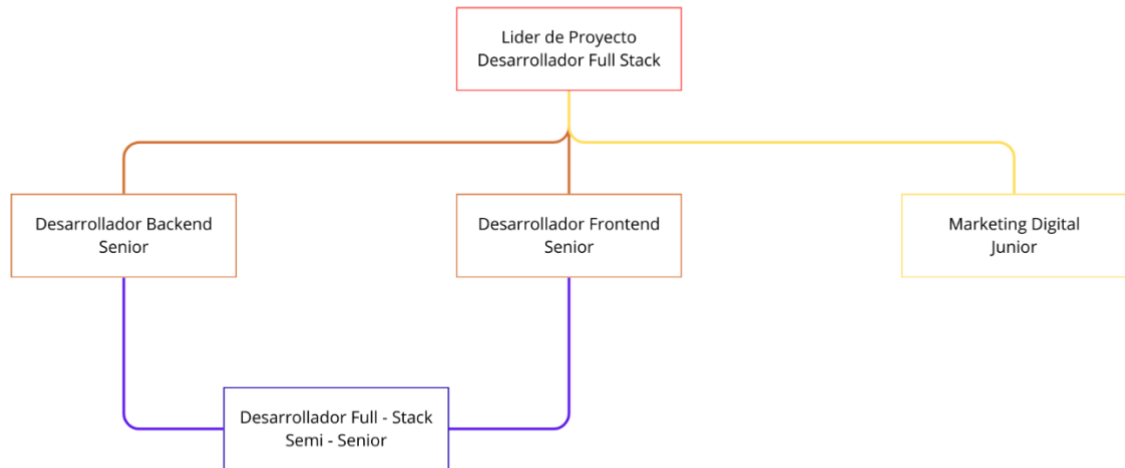 Lider de Proyecto
Desarrollador Full Stack
Desarrollador Backend
Senior
Desarrollador Frontend
Senior
Marketing Digital
Junior
Desarrollador Full - Stack
Semi - Senior